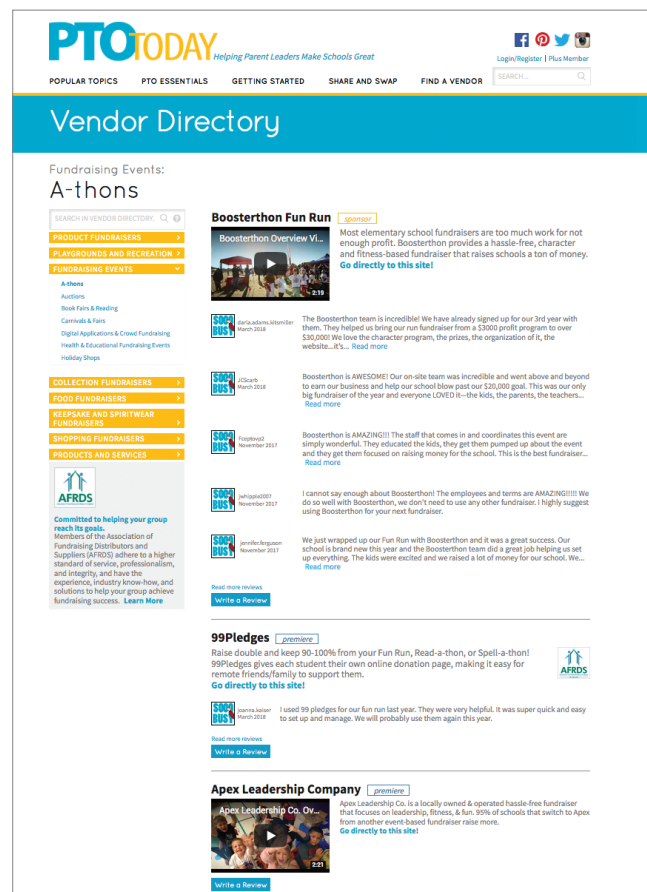 PTO TODAY Helping Parent Leaders Make Schools Great
Login/Register | Plus Member
POPULAR TOPICS PTO ESSENTIALS GETTING STARTED SHARE AND SWAP FIND A VENDOR SEARCH...
Vendor Directory
Fundraising Events:
A-thons
SEARCH IN VENDOR DIRECTORY.
PRODUCT FUNDRAISERS
PLAYGROUNDS AND RECREATION
FUNDRAISING EVENTS
A-thons
Auctions
Book Fairs & Reading
Carnivals & Fairs
Digital Applications & Crowd Fundraising
Health & Educational Fundraising Events
Holiday Shops
COLLECTION FUNDRAISERS
FOOD FUNDRAISERS
KEEPSAKE AND SPIRITWEAR
FUNDRAISERS
SHOPPING FUNDRAISERS
PRODUCTS AND SERVICES
AFRDS
Committed to helping your group
reach its goals.
Members of the Association of
Fundraising Distributors and
Suppliers (AFRDS) adhere to a higher
standard of service, professionalism,
and integrity, and have the
experience, industry know-how, and
solutions to help your group achieve
fundraising success. Learn More
Boosterthon Fun Run sponsor
Boosterthon Overview Vi...
2:19
Most elementary school fundraisers are too much work for not
enough profit. Boosterthon provides a hassle-free, character
and fitness-based fundraiser that raises schools a ton of money.
Go directly to this site!
darla.adams.kitsmiller
March 2018
The Boosterthon team is incredible! We have already signed up for our 3rd year with
them. They helped us bring our run fundraiser from a $3000 profit program to over
$30,000! We love the character program, the prizes, the organization of it, the
website...it's... Read more
JCScarb
March 2018
Boosterthon is AWESOME! Our on-site team was incredible and went above and beyond
to earn our business and help our school blow past our $20,000 goal. This was our only
big fundraiser of the year and everyone LOVED it—the kids, the parents, the teachers...
Read more
November 2017
Boosterthon is AMAZING!!! The staff that comes in and coordinates this event are
simply wonderful. They educated the kids, they get them pumped up about the event
and they get them focused on raising money for the school. This is the best fundraiser...
Read more
jwhipple2007
November 2017
I cannot say enough about Boosterthon! The employees and terms are AMAZING!!!!! We
do so well with Boosterthon, we don't need to use any other fundraiser. I highly suggest
using Boosterthon for your next fundraiser.
jennifer.ferguson
November 2017
We just wrapped up our Fun Run with Boosterthon and it was a great success. Our
school is brand new this year and the Boosterthon team did a great job helping us set
up everything. The kids were excited and we raised a lot of money for our school. We...
Read more
Read more reviews
Write a Review
99Pledges premiere
Raise double and keep 90-100% from your Fun Run, Read-a-thon, or Spell-a-thon!
99Pledges gives each student their own online donation page, making it easy for
remote friends/family to support them.
Go directly to this site!
AFRDS
joanna.kaiser
March 2018
I used 99 pledges for our fun run last year. They were very helpful. It was super quick and easy
to set up and manage. We will probably use them again this year.
Read more reviews
Write a Review
Apex Leadership Company premiere
Apex Leadership Co. Ov...
2:21
Apex Leadership Co. is a locally owned & operated hassle-free fundraiser
that focuses on leadership, fitness, & fun. 95% of schools that switch to Apex
from another event-based fundraiser raise more.
Go directly to this site!
Write a Review